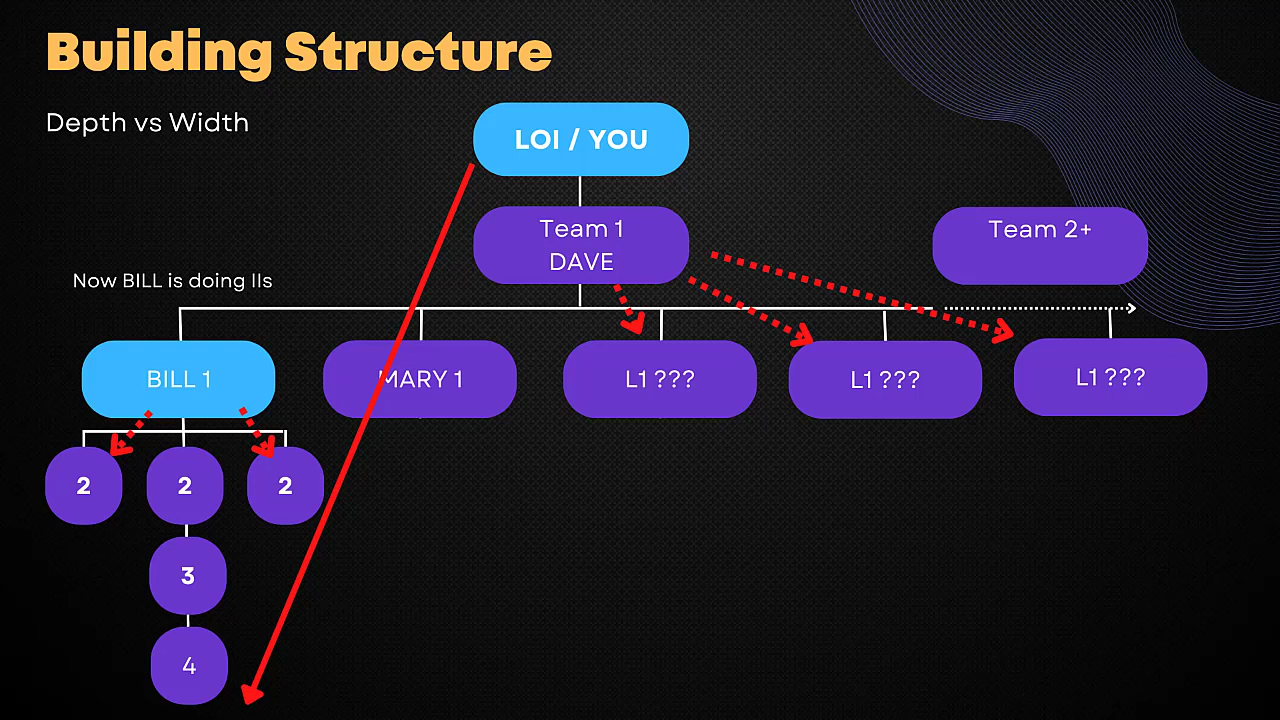 Building Structure
Depth vs Width
LOI / YOU
Team 1
DAVE
Team 2+
Now BILL is doing IIs
BILL 1
MARY 1
L1 ???
L1 ???
L1 ???
2
2
2
3
4